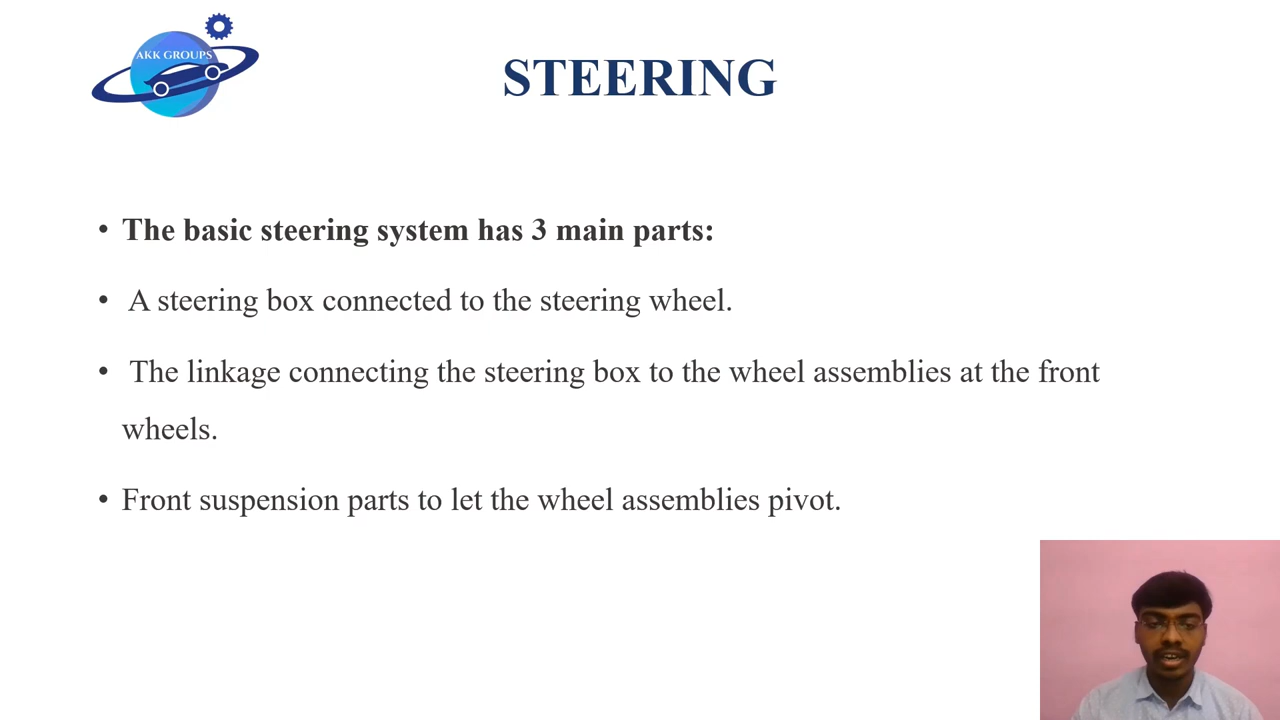 AKK GROUPS
STEERING
• The basic steering system has 3 main parts:
• A steering box connected to the steering wheel.
• The linkage connecting the steering box to the wheel assemblies at the front
wheels.
• Front suspension parts to let the wheel assemblies pivot.